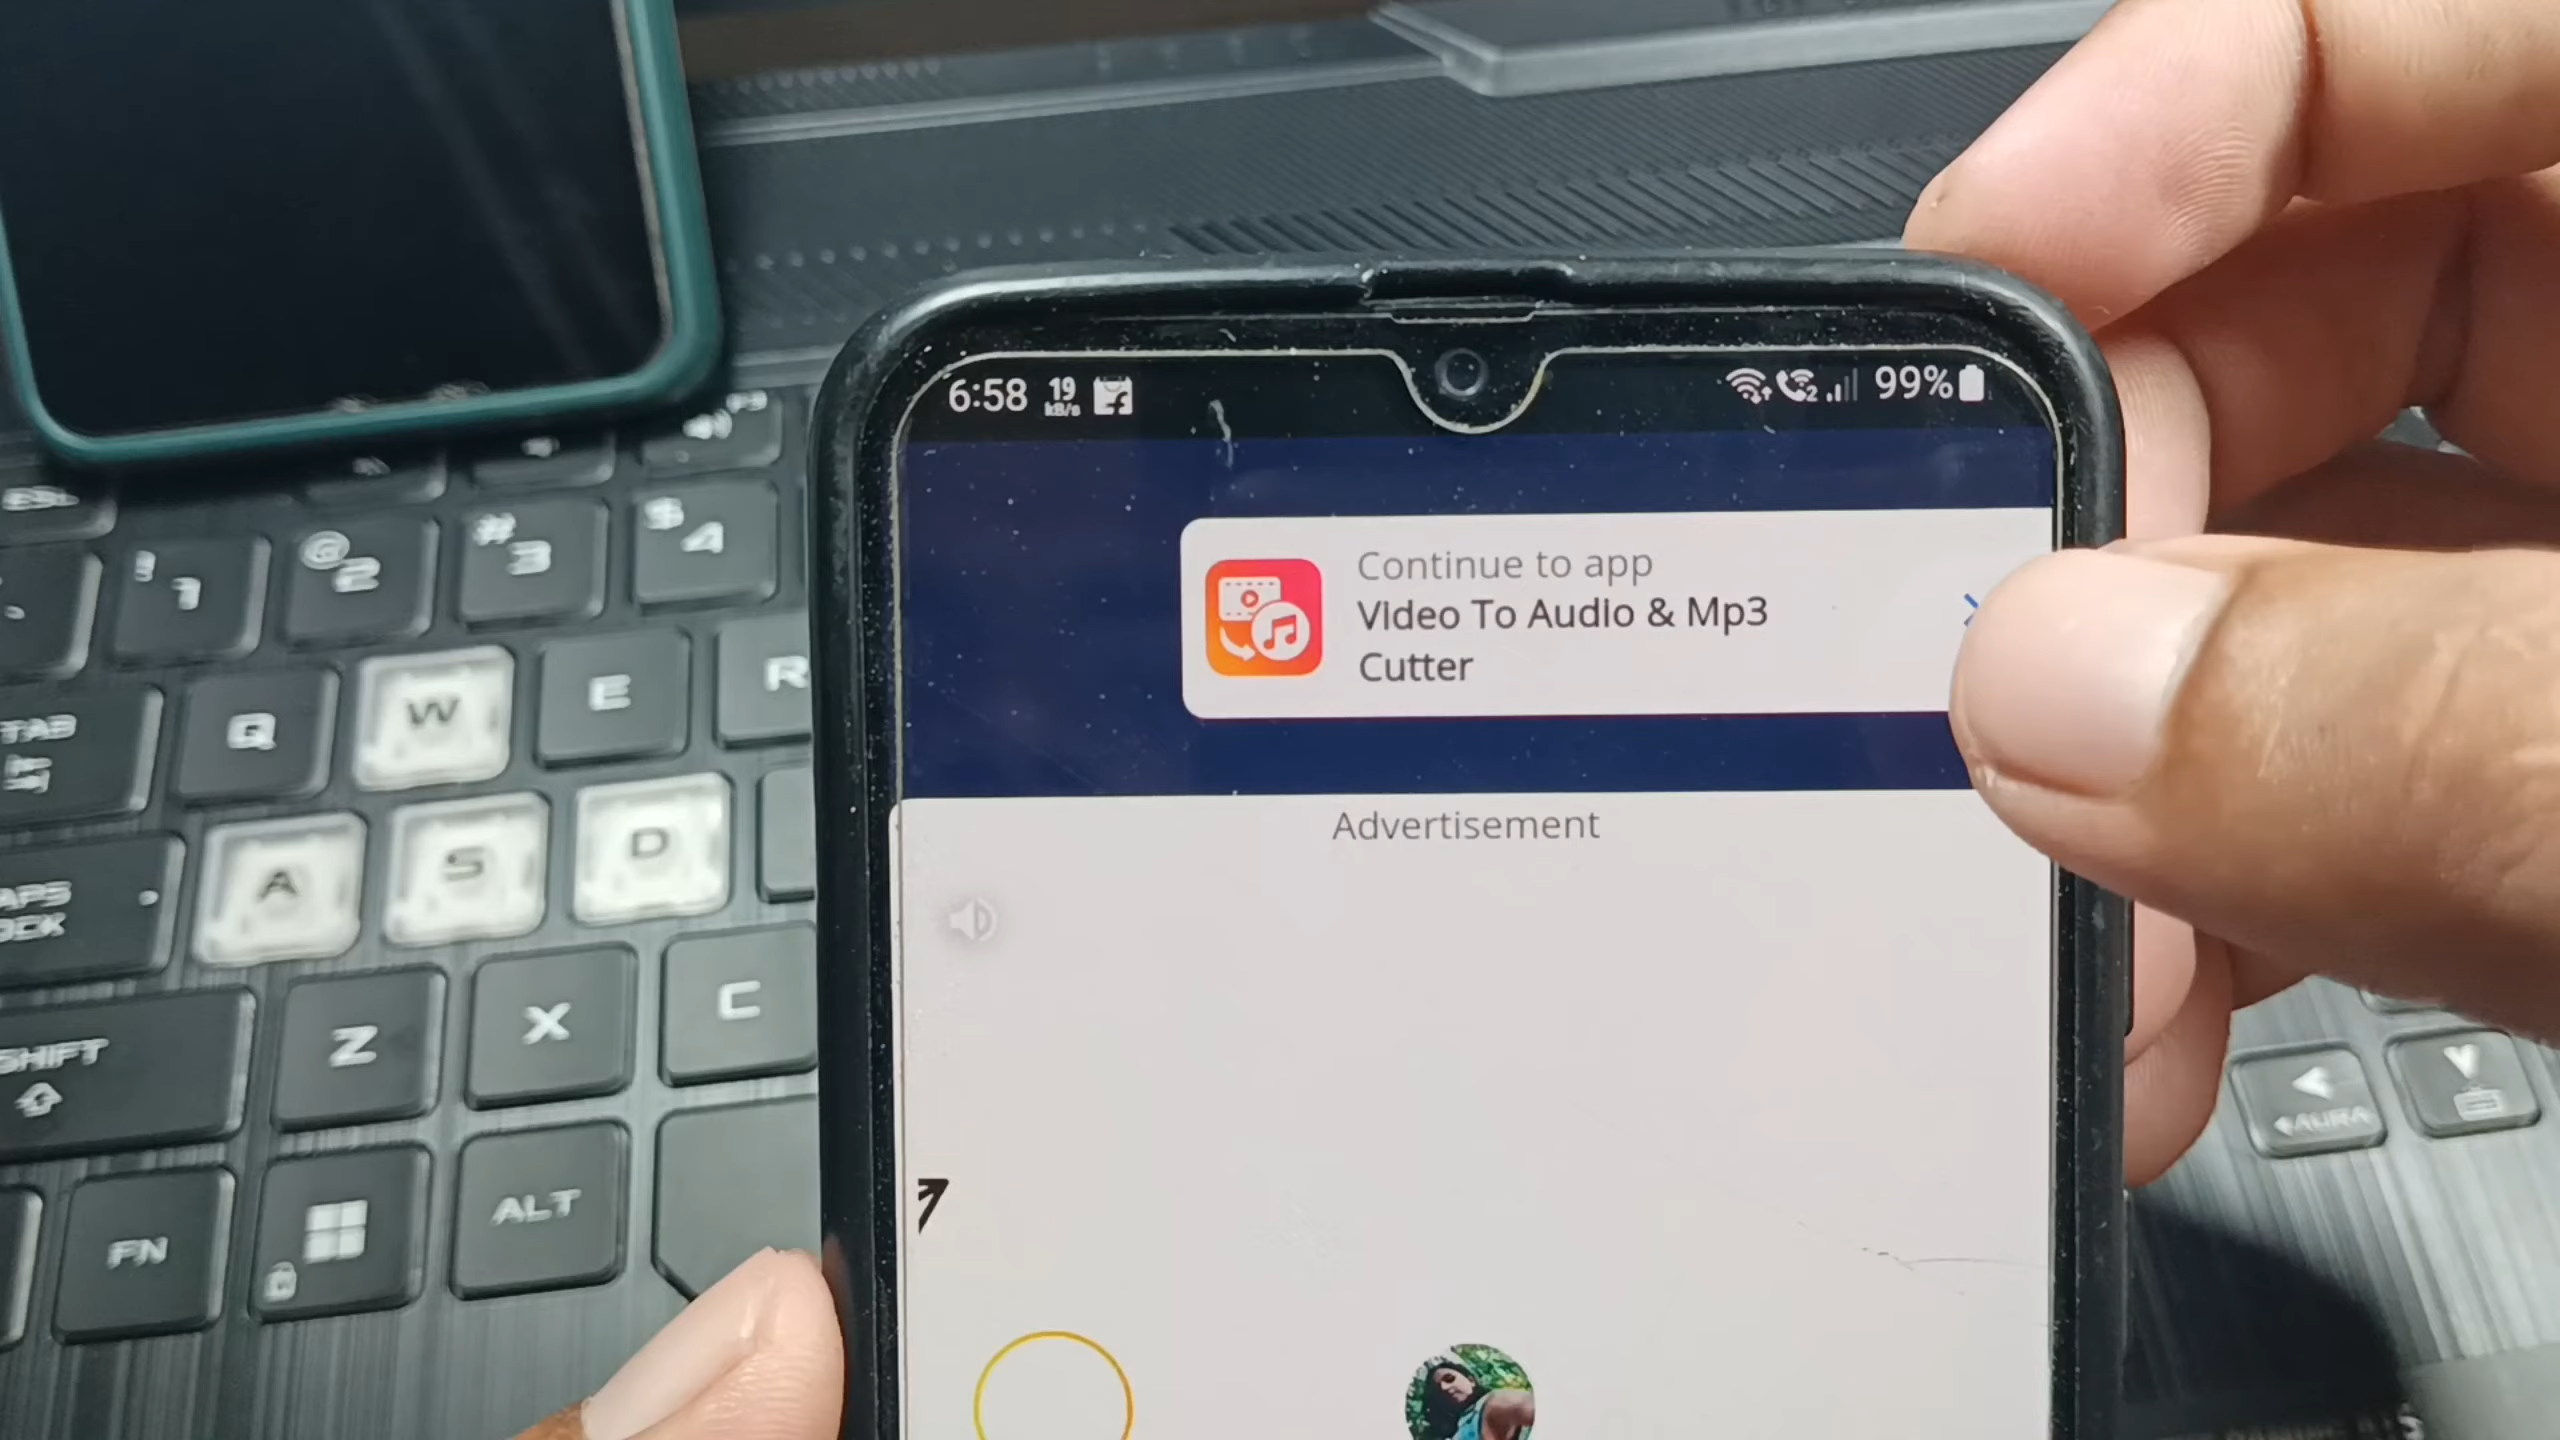 6:58 19 kB/s 2 99%
Continue to app
Video To Audio & Mp3
Cutter
Advertisement
ESC
! 1 @ 2 # 3 $ 4
TAB Q W E R
A S D
SHIFT Z X C
FN ALT
AURA